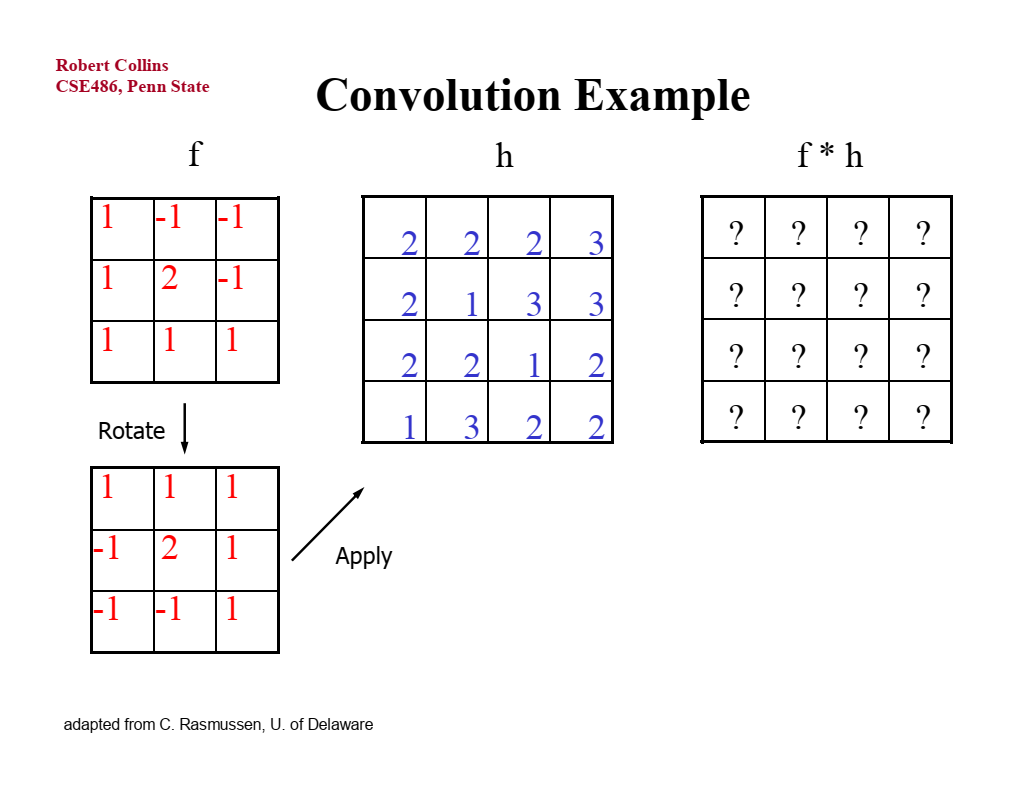 Robert Collins
CSE486, Penn State
Convolution Example
f
h
f * h
1 -1 -1
1 2 -1
1 1 1
2 2 2 3
2 1 3 3
2 2 1 2
1 3 2 2
? ? ? ?
? ? ? ?
? ? ? ?
? ? ? ?
Rotate
1 1 1
-1 2 1
-1 -1 1
Apply
adapted from C. Rasmussen, U. of Delaware